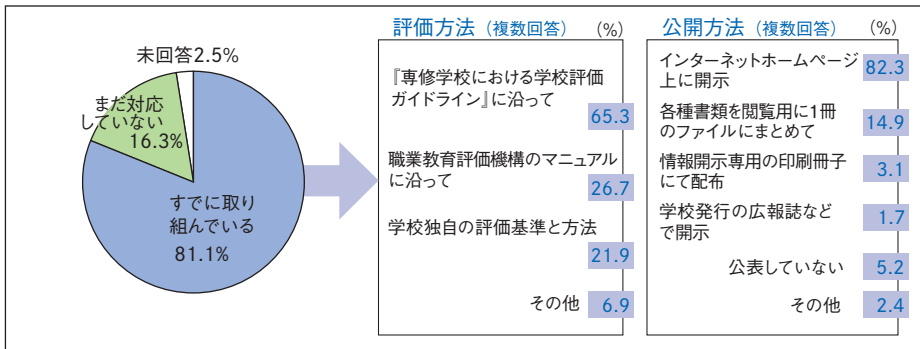 未回答2.5%
まだ対応
していない
16.3%
すでに取り
組んでいる
81.1%
評価方法（複数回答） (%)
『専修学校における学校評価
ガイドライン』に沿って
65.3
職業教育評価機構のマニュアル
に沿って
26.7
学校独自の評価基準と方法
21.9
その他 6.9
公開方法（複数回答） (%)
インターネットホームページ
上に開示
82.3
各種書類を閲覧用に1冊
のファイルにまとめて
14.9
情報開示専用の印刷冊子
にて配布
3.1
学校発行の広報誌など
で開示
1.7
公表していない 5.2
その他 2.4